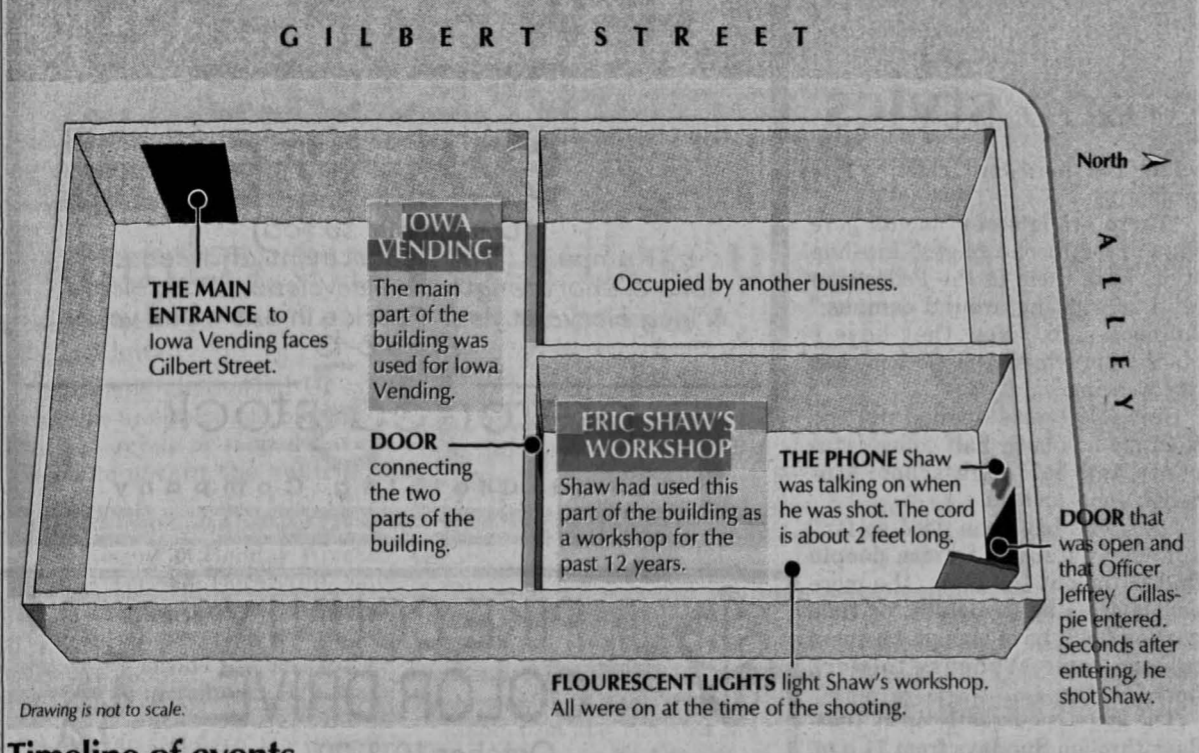 GILBERT STREET
North
ALLEY
IOWA
VENDING
The main
part of the
building was
used for Iowa
Vending.
THE MAIN
ENTRANCE to
Iowa Vending faces
Gilbert Street.
Occupied by another business.
DOOR
connecting
the two
parts of the
building.
ERIC SHAW'S
WORKSHOP
Shaw had used this
part of the building as
a workshop for the
past 12 years.
THE PHONE Shaw
was talking on when
he was shot. The cord
is about 2 feet long.
DOOR that
was open and
that Officer
Jeffrey Gillas-
pie entered.
Seconds after
entering, he
shot Shaw.
FLOURESCENT LIGHTS light Shaw's workshop.
All were on at the time of the shooting.
Drawing is not to scale.
Timeline of events